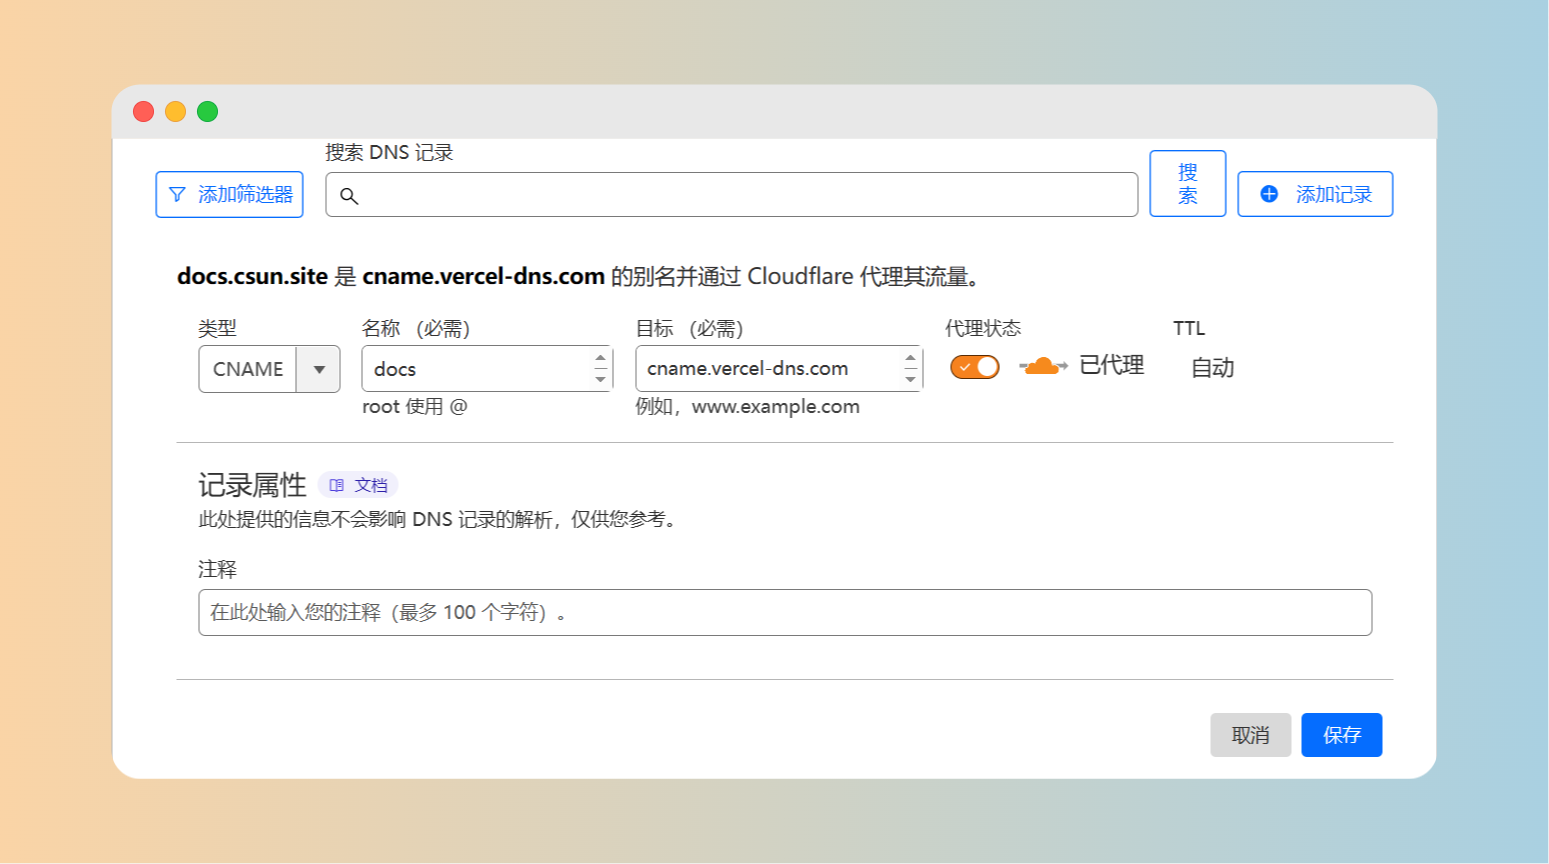 搜索 DNS 记录
添加筛选器
搜
索
添加记录
docs.csun.site 是 cname.vercel-dns.com 的别名并通过 Cloudflare 代理其流量。
类型 名称 （必需） 目标 （必需） 代理状态 TTL
CNAME docs cname.vercel-dns.com 已代理 自动
root 使用 @ 例如，www.example.com
记录属性 文档
此处提供的信息不会影响 DNS 记录的解析，仅供您参考。
注释
在此处输入您的注释（最多 100 个字符）。
取消 保存